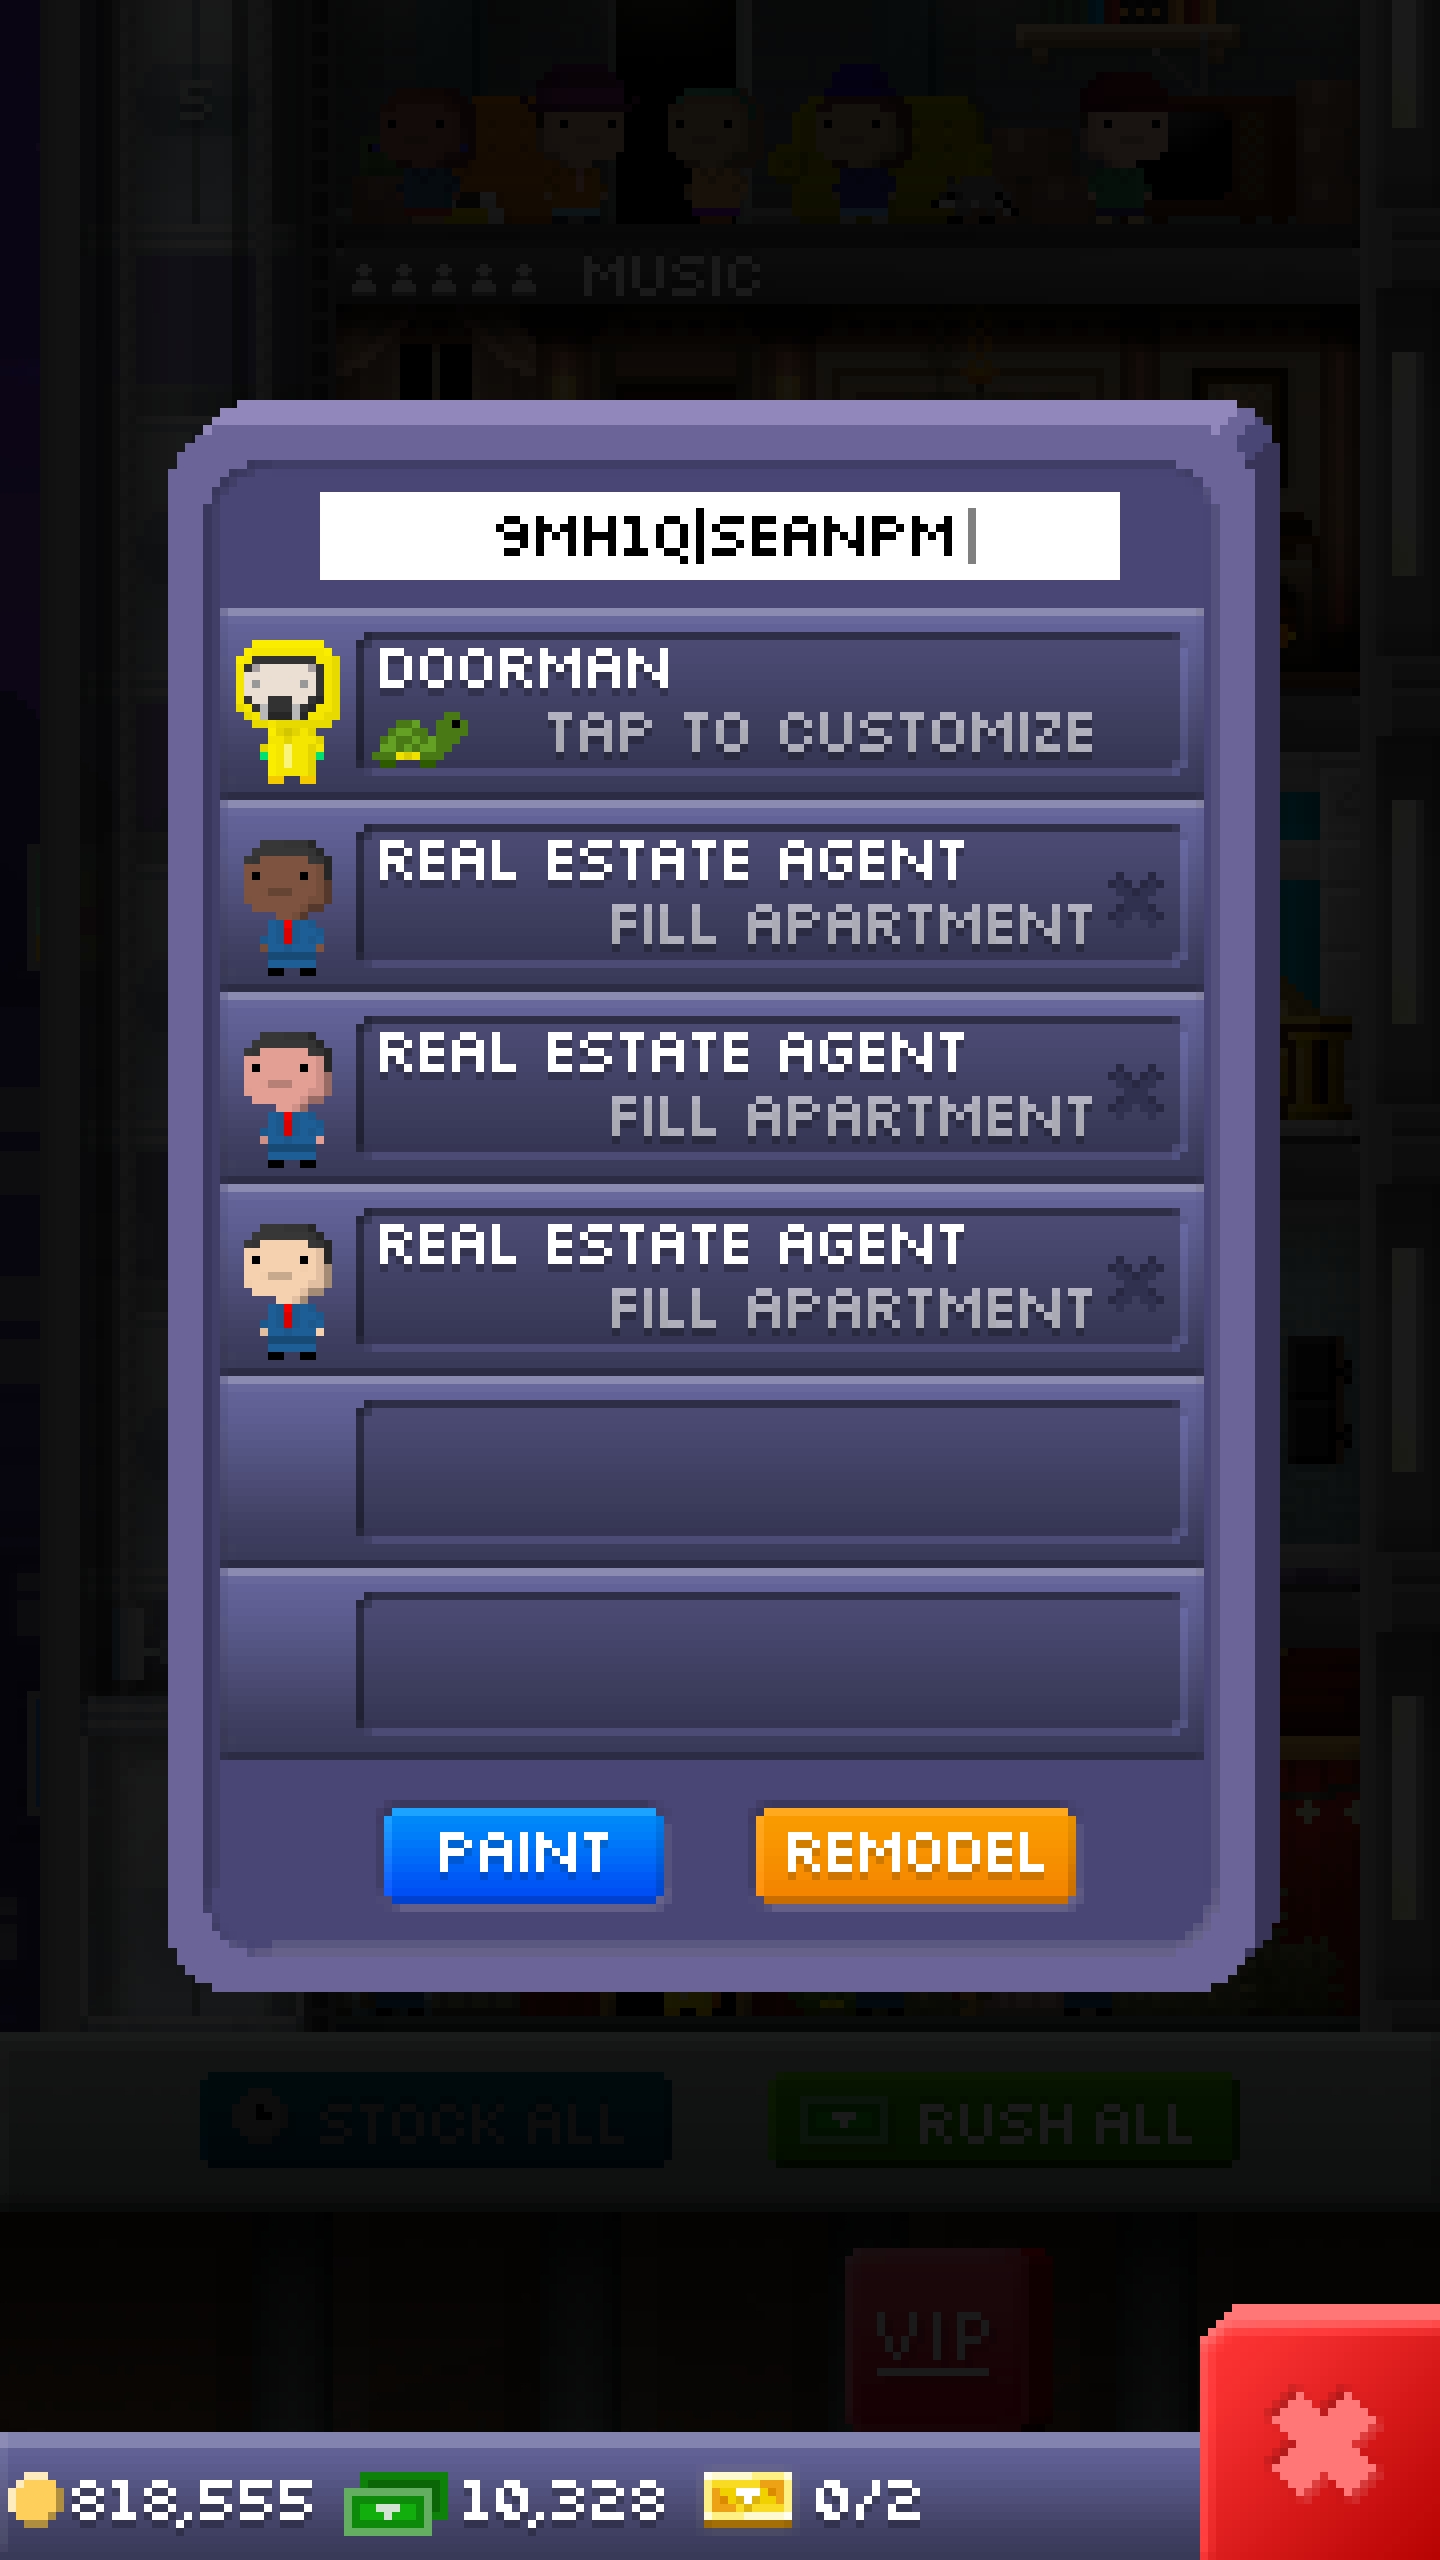 5
MUSIC
9MH1Q|SEANPM
DOORMAN
TAP TO CUSTOMIZE
REAL ESTATE AGENT
FILL APARTMENT
REAL ESTATE AGENT
FILL APARTMENT
REAL ESTATE AGENT
FILL APARTMENT
PAINT REMODEL
STOCK ALL RUSH ALL
VIP
818,555 10,328 0/2